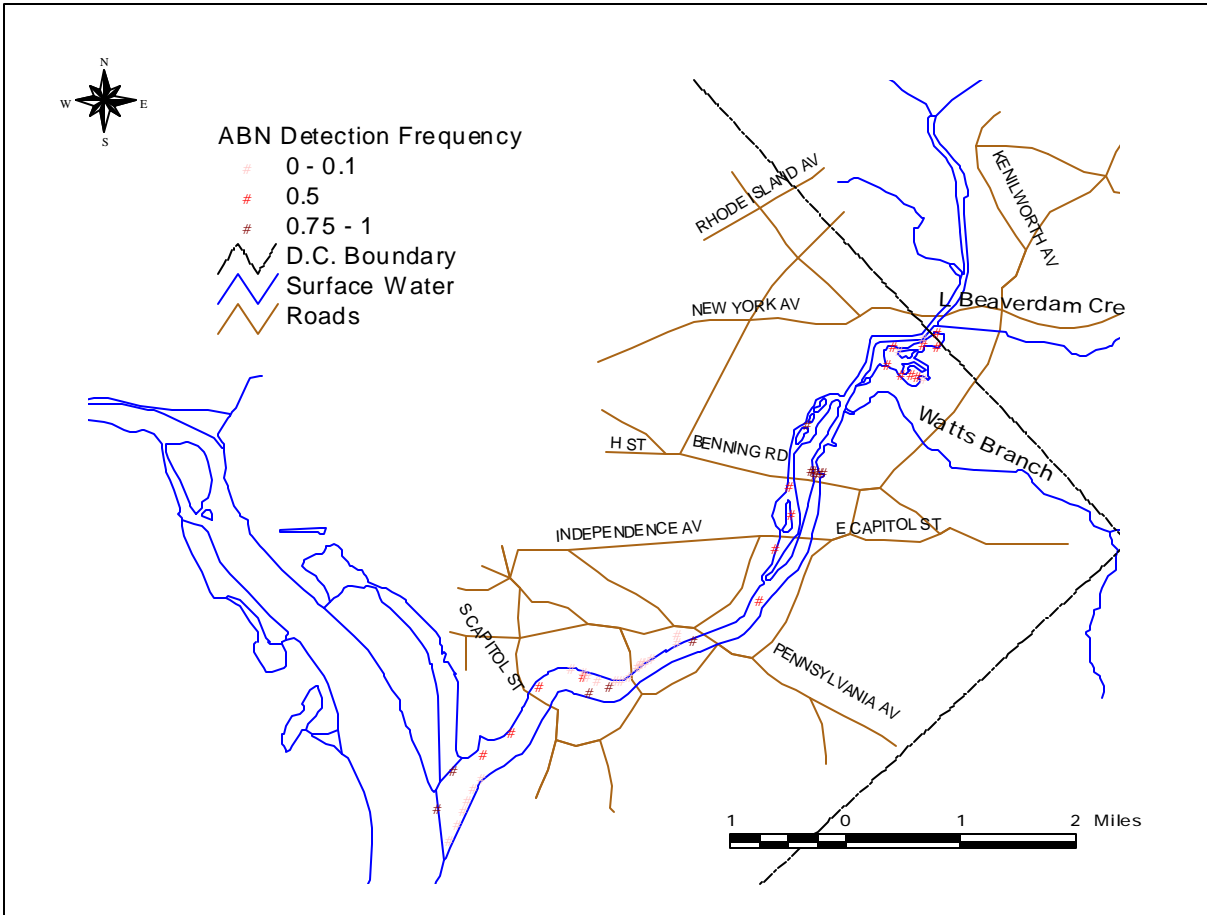 N
W E
S
ABN Detection Frequency
# 0 - 0.1
# 0.5
# 0.75 - 1
D.C. Boundary
Surface Water
Roads
RHODE ISLAND AV
KENILWORTH AV
NEW YORK AV
L Beaverdam Cre
H ST
BENNING RD
Watts Branch
INDEPENDENCE AV
E CAPITOL ST
S CAPITOL ST
PENNSYLVANIA AV
1 0 1 2 Miles